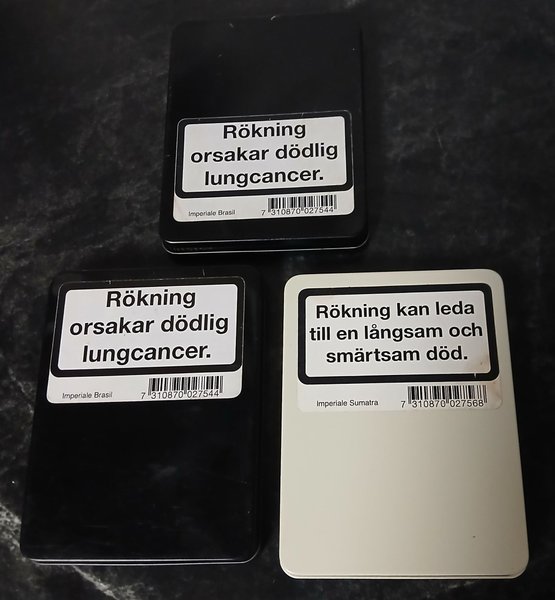 Rökning
orsakar dödlig
lungcancer.
Imperiale Brasil
7 310870 027544
Rökning
orsakar dödlig
lungcancer.
Imperiale Brasil
7 310870 027544
Rökning kan leda
till en långsam och
smärtsam död.
Imperiale Sumatra
7 310870 027568